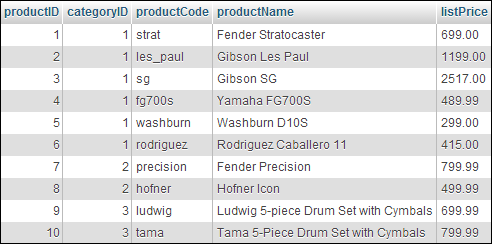 productID categoryID productCode productName listPrice
1 1 strat Fender Stratocaster 699.00
2 1 les_paul Gibson Les Paul 1199.00
3 1 sg Gibson SG 2517.00
4 1 fg700s Yamaha FG700S 489.99
5 1 washburn Washburn D10S 299.00
6 1 rodriguez Rodriguez Caballero 11 415.00
7 2 precision Fender Precision 799.99
8 2 hofner Hofner Icon 499.99
9 3 ludwig Ludwig 5-piece Drum Set with Cymbals 699.99
10 3 tama Tama 5-Piece Drum Set with Cymbals 799.99